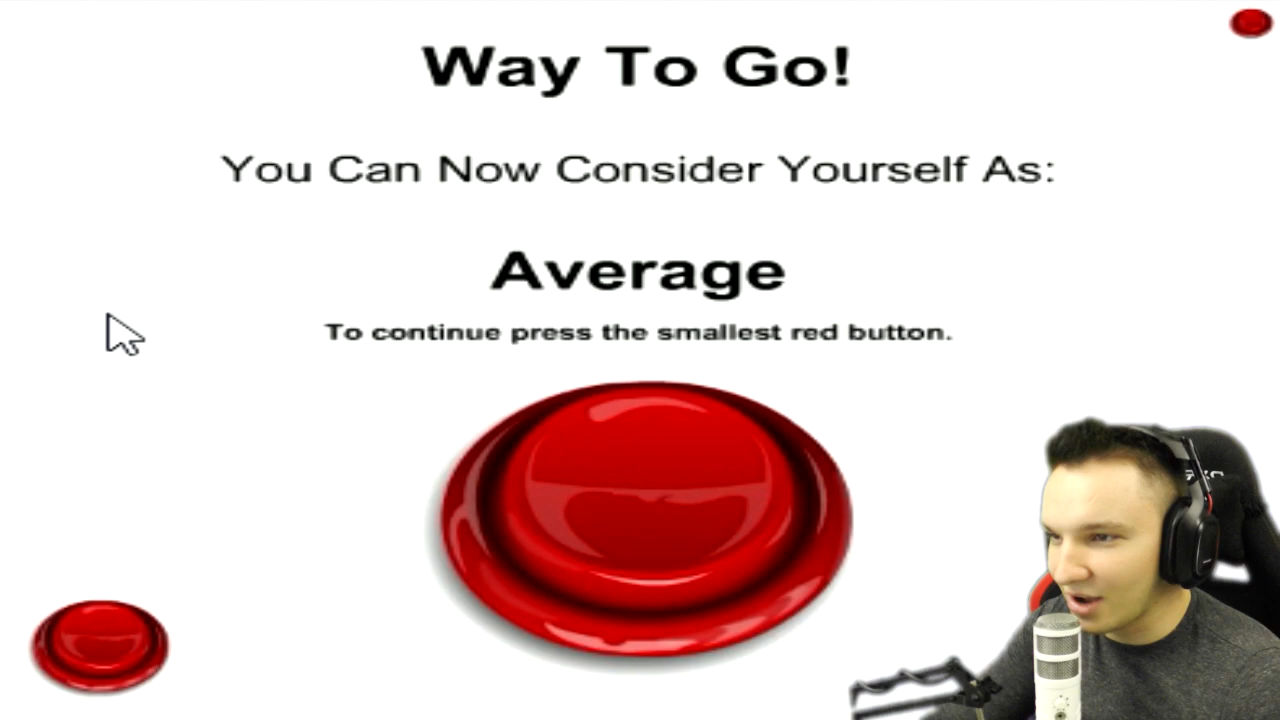 Way To Go!
You Can Now Consider Yourself As:
Average
To continue press the smallest red button.